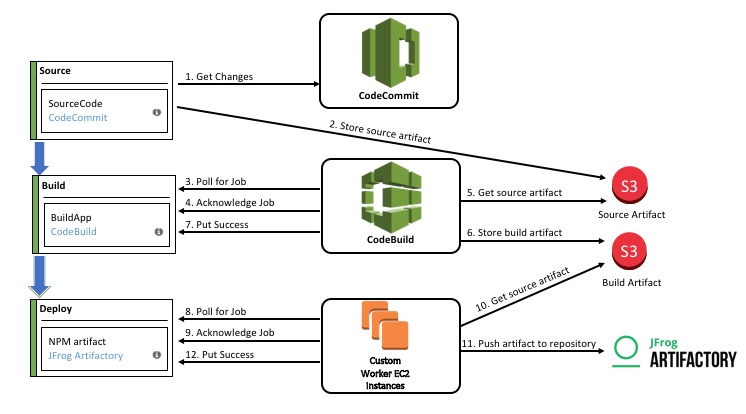 Source
SourceCode
CodeCommit
1. Get Changes
CodeCommit
2. Store source artifact
S3
Source Artifact
Build
BuildApp
CodeBuild
3. Poll for Job
4. Acknowledge Job
7. Put Success
CodeBuild
5. Get source artifact
6. Store build artifact
S3
Build Artifact
Deploy
NPM artifact
JFrog Artifactory
8. Poll for Job
9. Acknowledge Job
12. Put Success
Custom
Worker EC2
Instances
10. Get source artifact
11. Push artifact to repository
JFrog
ARTIFACTORY